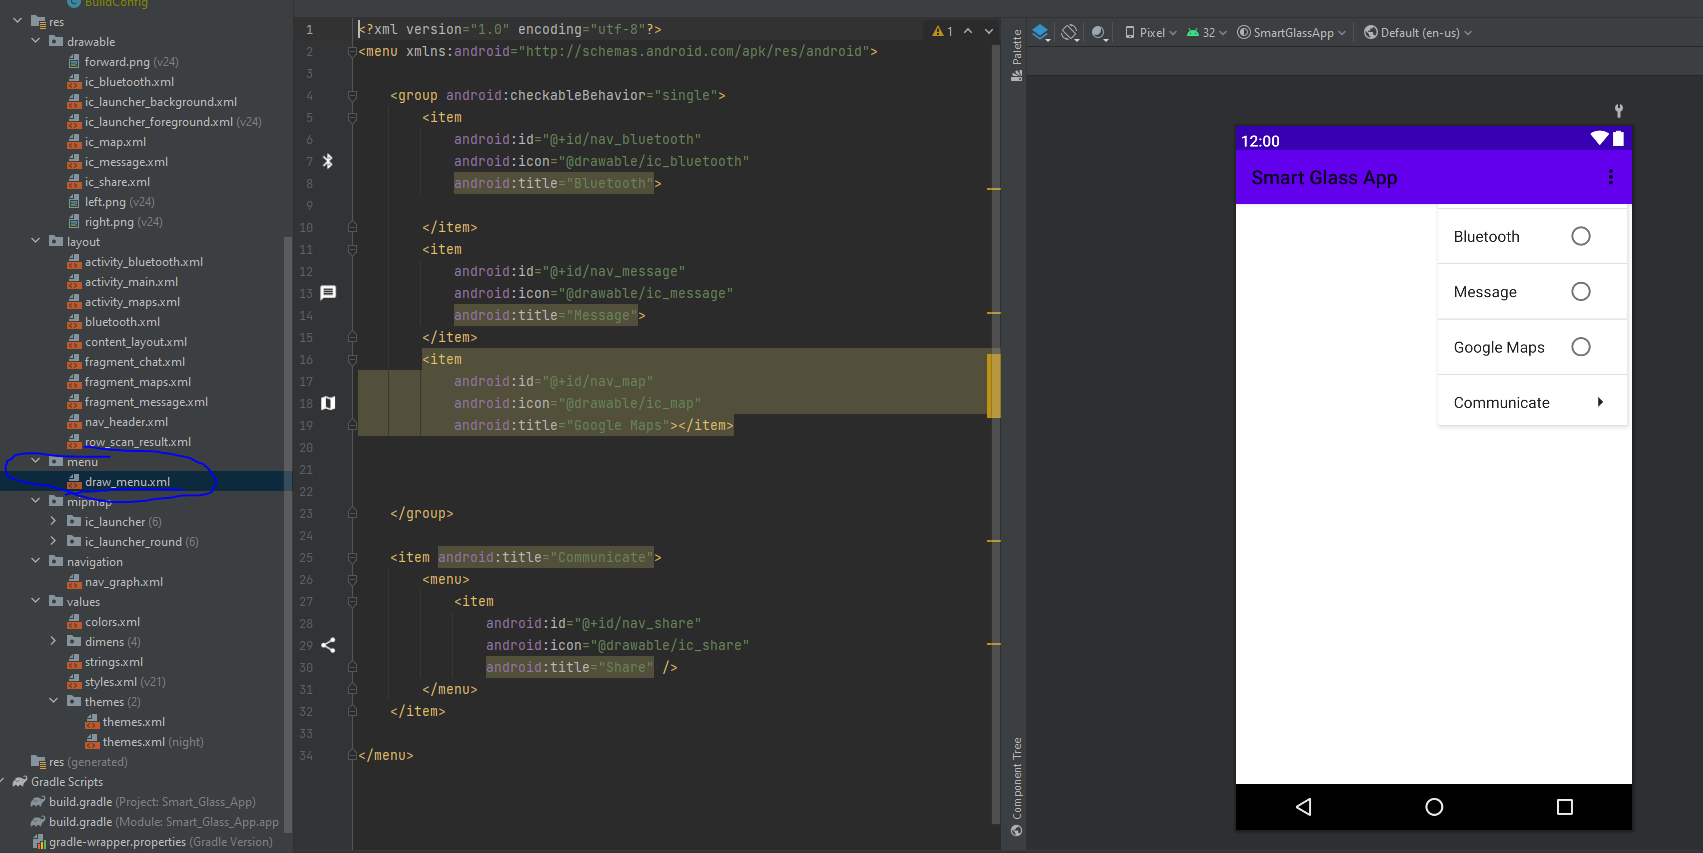 BuildConfig
res
drawable
forward.png (v24)
ic_bluetooth.xml
ic_launcher_background.xml
ic_launcher_foreground.xml (v24)
ic_map.xml
ic_message.xml
ic_share.xml
left.png (v24)
right.png (v24)
layout
activity_bluetooth.xml
activity_main.xml
activity_maps.xml
bluetooth.xml
content_layout.xml
fragment_chat.xml
fragment_maps.xml
fragment_message.xml
nav_header.xml
row_scan_result.xml
menu
draw_menu.xml
mipmap
ic_launcher (6)
ic_launcher_round (6)
navigation
nav_graph.xml
values
colors.xml
dimens (4)
strings.xml
styles.xml (v21)
themes (2)
themes.xml
themes.xml (night)
res (generated)
Gradle Scripts
build.gradle (Project: Smart_Glass_App)
build.gradle (Module: Smart_Glass_App.app
gradle-wrapper.properties (Gradle Version)
1 <?xml version="1.0" encoding="utf-8"?>
2 <menu xmlns:android="http://schemas.android.com/apk/res/android">
3
4 <group android:checkableBehavior="single">
5 <item
6 android:id="@+id/nav_bluetooth"
7 android:icon="@drawable/ic_bluetooth"
8 android:title="Bluetooth">
9
10 </item>
11 <item
12 android:id="@+id/nav_message"
13 android:icon="@drawable/ic_message"
14 android:title="Message">
15 </item>
16 <item
17 android:id="@+id/nav_map"
18 android:icon="@drawable/ic_map"
19 android:title="Google Maps"></item>
20
21
22
23 </group>
24
25 <item android:title="Communicate">
26 <menu>
27 <item
28 android:id="@+id/nav_share"
29 android:icon="@drawable/ic_share"
30 android:title="Share" />
31 </menu>
32 </item>
33
34 </menu>
1
Palette
Component Tree
Pixel 32 SmartGlassApp Default (en-us)
12:00
Smart Glass App
Bluetooth
Message
Google Maps
Communicate